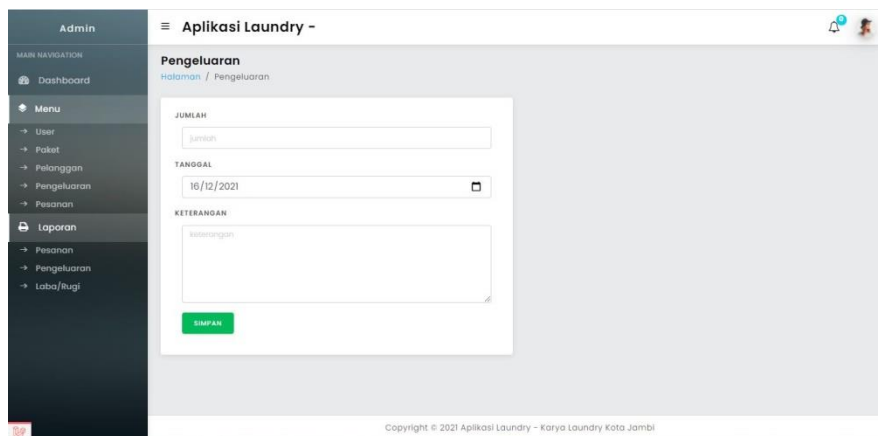 Admin
MAIN NAVIGATION
Dashboard
Menu
→ User
→ Paket
→ Pelanggan
→ Pengeluaran
→ Pesanan
Laporan
→ Pesanan
→ Pengeluaran
→ Laba/Rugi
≡ Aplikasi Laundry -
Pengeluaran
Halaman / Pengeluaran
JUMLAH
jumlah
TANGGAL
16/12/2021
KETERANGAN
keterangan
SIMPAN
Copyright © 2021 Aplikasi Laundry - Karya Laundry Kota Jambi